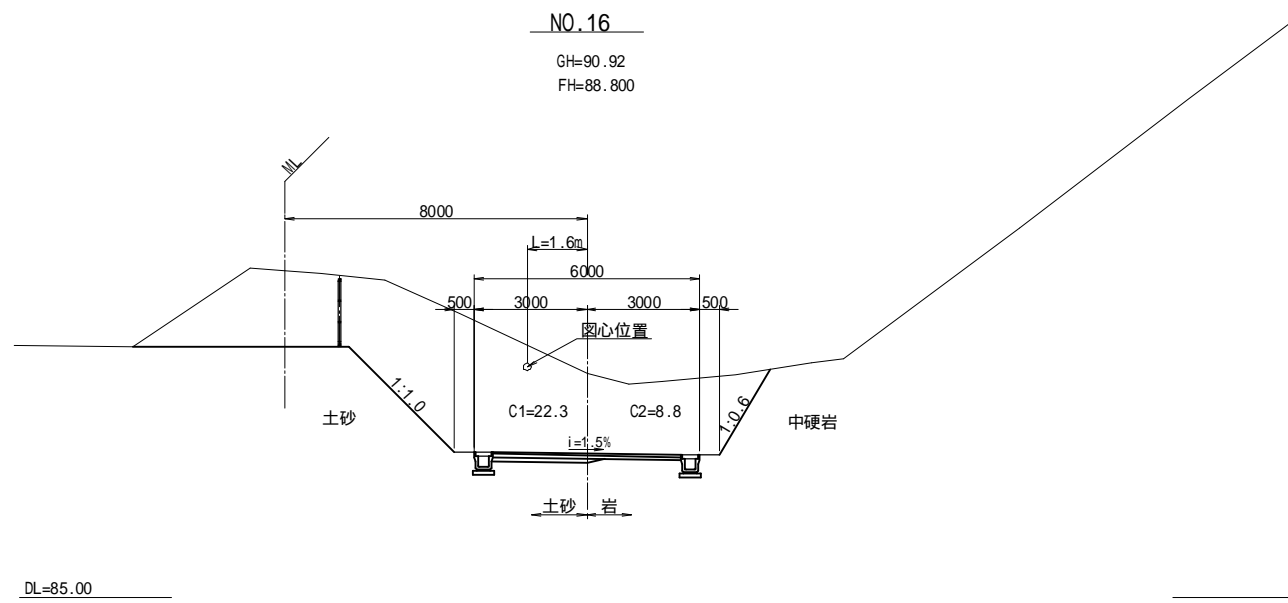 NO.16
GH=90.92
FH=88.800
ML
8000
L=1.6m
6000
500
3000
3000
500
図心位置
1:1.0
C1=22.3
C2=8.8
1:0.6
土砂
中硬岩
i=1.5%
土砂
岩
DL=85.00